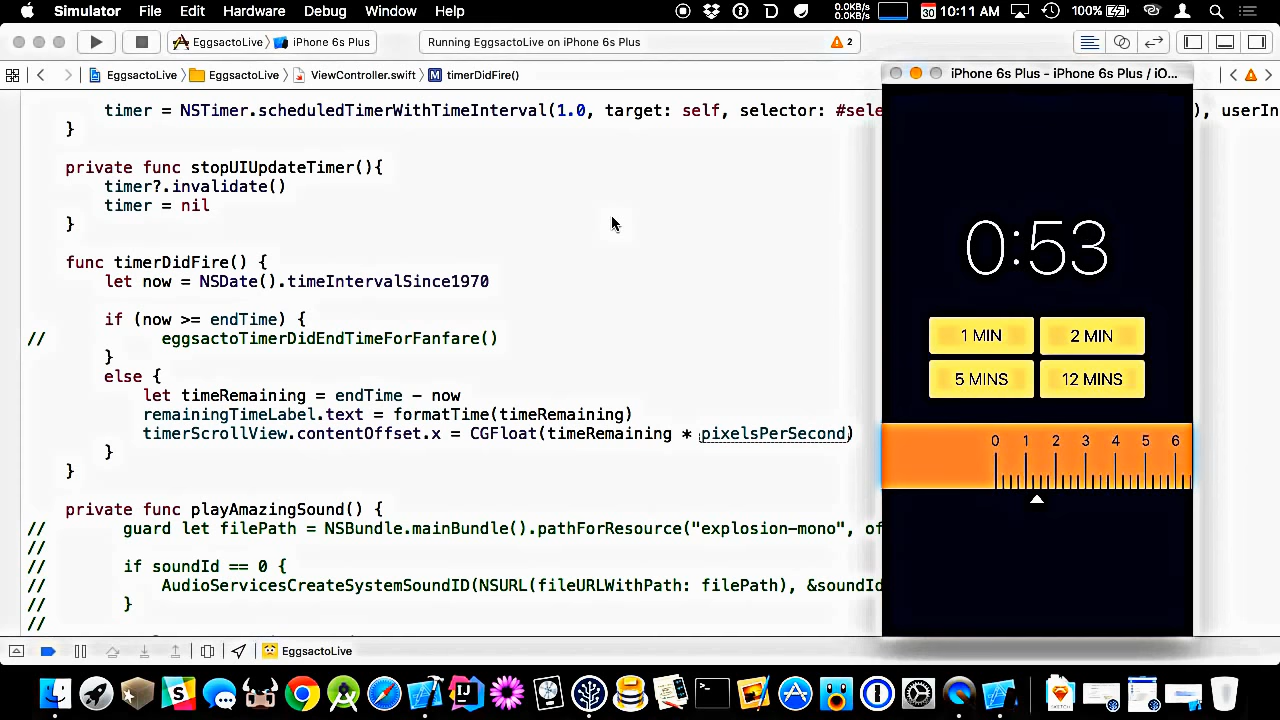 Simulator File Edit Hardware Debug Window Help 0.0KB/s 0.0KB/s 30 10:11 AM 100%
EggsactoLive iPhone 6s Plus Running EggsactoLive on iPhone 6s Plus 2
EggsactoLive EggsactoLive ViewController.swift M timerDidFire()
iPhone 6s Plus - iPhone 6s Plus / iO...
timer = NSTimer.scheduledTimerWithTimeInterval(1.0, target: self, selector: #sele ), userIn
}
private func stopUIUpdateTimer(){
timer?.invalidate()
timer = nil
}
func timerDidFire() {
let now = NSDate().timeIntervalSince1970
if (now >= endTime) {
// eggsactoTimerDidEndTimeForFanfare()
}
else {
let timeRemaining = endTime - now
remainingTimeLabel.text = formatTime(timeRemaining)
timerScrollView.contentOffset.x = CGFloat(timeRemaining * pixelsPerSecond)
}
}
private func playAmazingSound() {
// guard let filePath = NSBundle.mainBundle().pathForResource("explosion-mono", of
//
// if soundId == 0 {
// AudioServicesCreateSystemSoundID(NSURL(fileURLWithPath: filePath), &soundId
// }
//
0:53
1 MIN 2 MIN
5 MINS 12 MINS
0 1 2 3 4 5 6
EggsactoLive